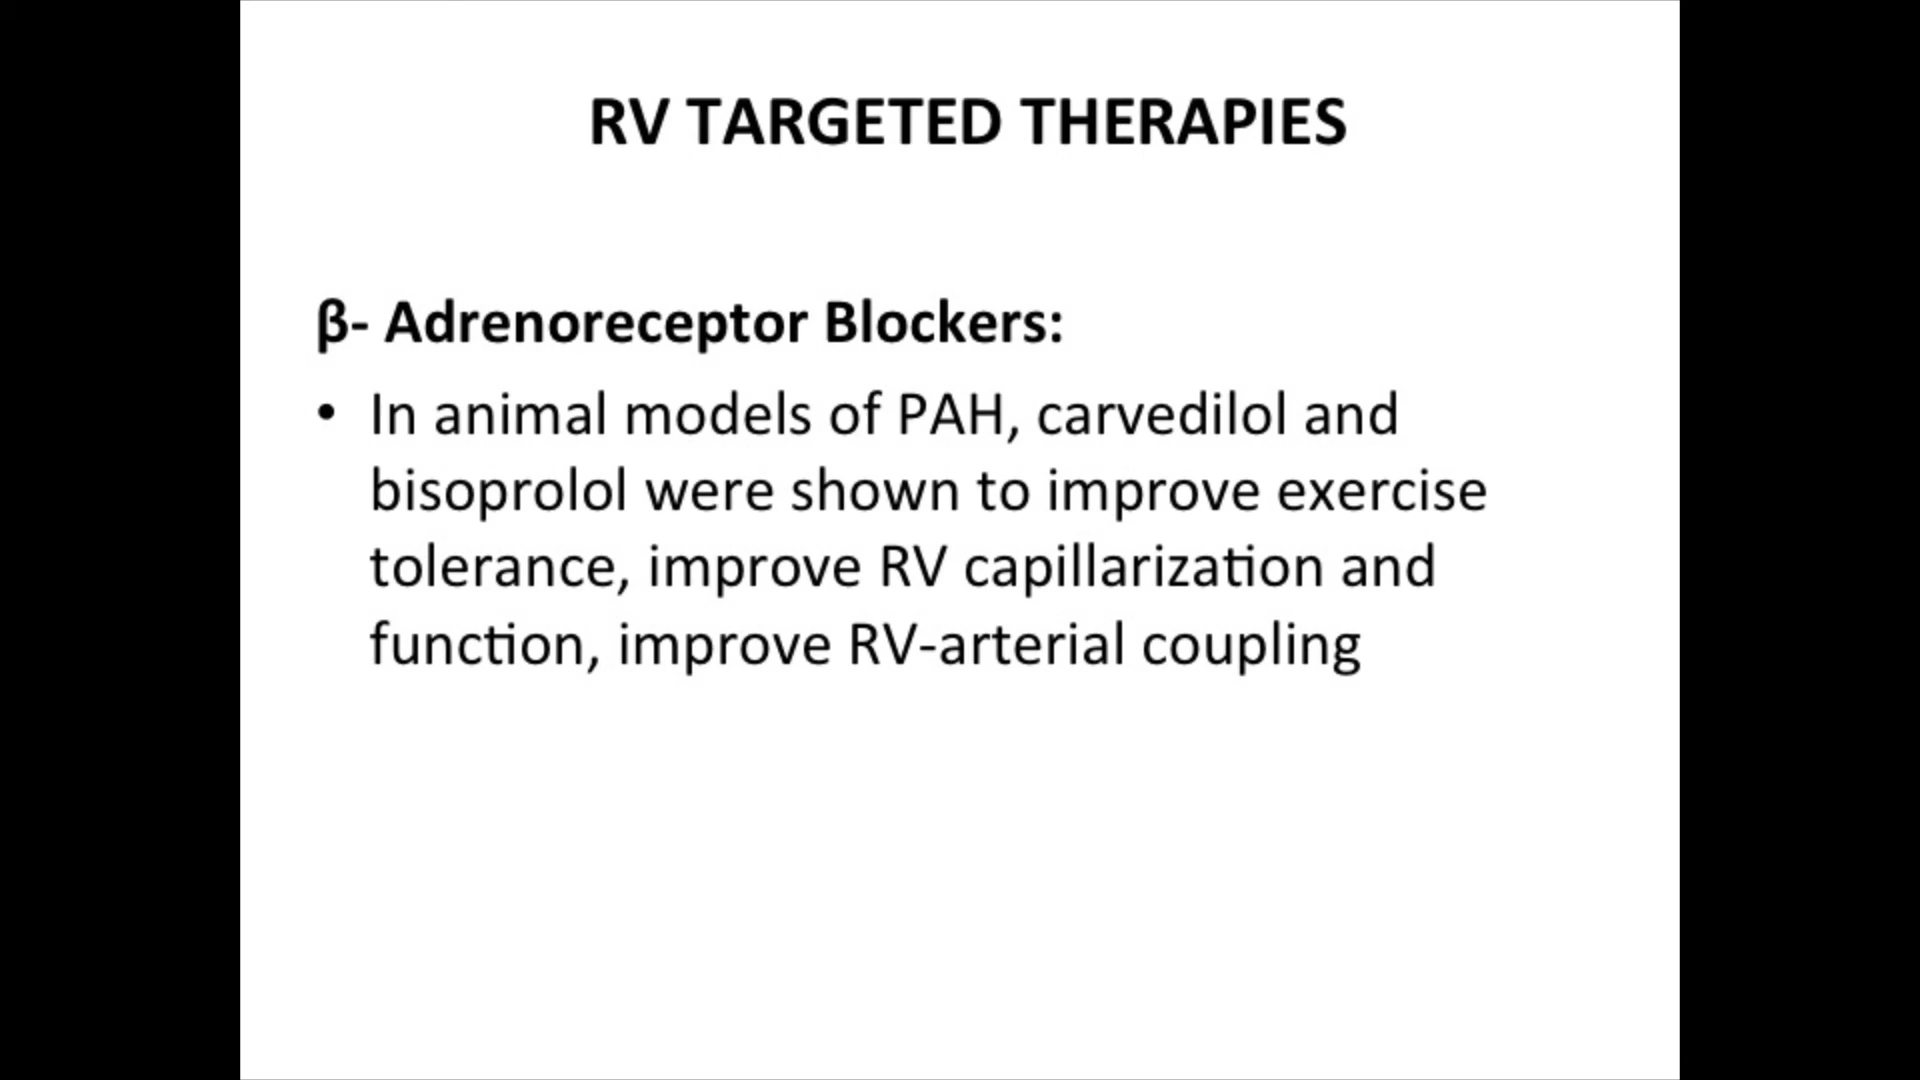 RV TARGETED THERAPIES
β- Adrenoreceptor Blockers:
• In animal models of PAH, carvedilol and
bisoprolol were shown to improve exercise
tolerance, improve RV capillarization and
function, improve RV-arterial coupling